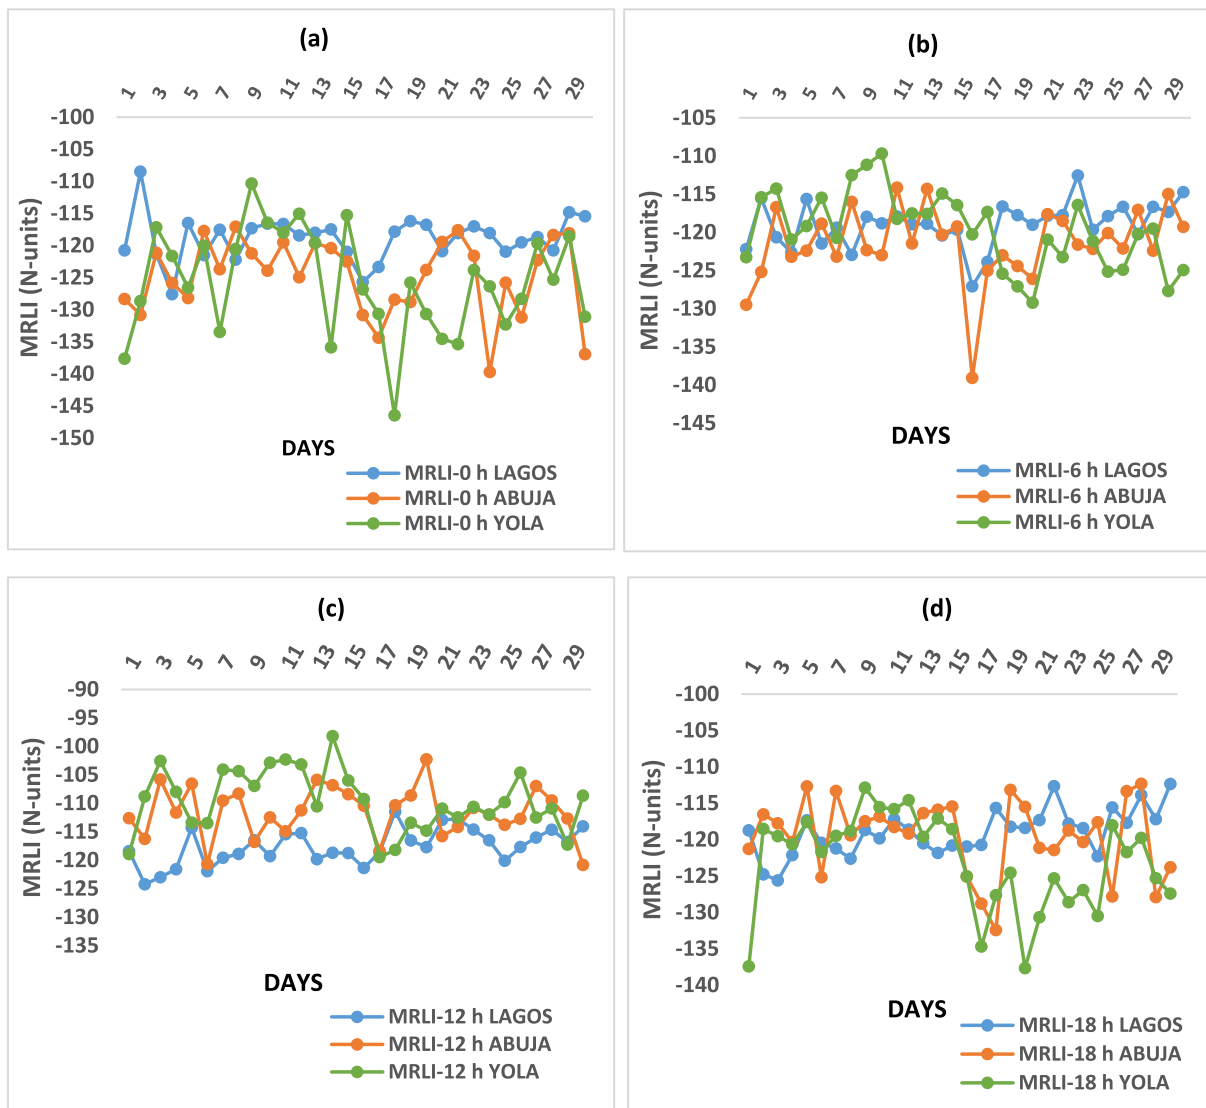 (a)
1 3 5 7 9 11 13 15 17 19 21 23 25 27 29
-100
-105
-110
-115
-120
-125
-130
-135
-140
-145
-150
MRLI (N-units)
DAYS
MRLI-0 h LAGOS
MRLI-0 h ABUJA
MRLI-0 h YOLA
(b)
1 3 5 7 9 11 13 15 17 19 21 23 25 27 29
-105
-110
-115
-120
-125
-130
-135
-140
-145
MRLI (N-units)
DAYS
MRLI-6 h LAGOS
MRLI-6 h ABUJA
MRLI-6 h YOLA
(c)
1 3 5 7 9 11 13 15 17 19 21 23 25 27 29
-90
-95
-100
-105
-110
-115
-120
-125
-130
-135
MRLI (N-units)
DAYS
MRLI-12 h LAGOS
MRLI-12 h ABUJA
MRLI-12 h YOLA
(d)
1 3 5 7 9 11 13 15 17 19 21 23 25 27 29
-100
-105
-110
-115
-120
-125
-130
-135
-140
MRLI (N-units)
DAYS
MRLI-18 h LAGOS
MRLI-18 h ABUJA
MRLI-18 h YOLA